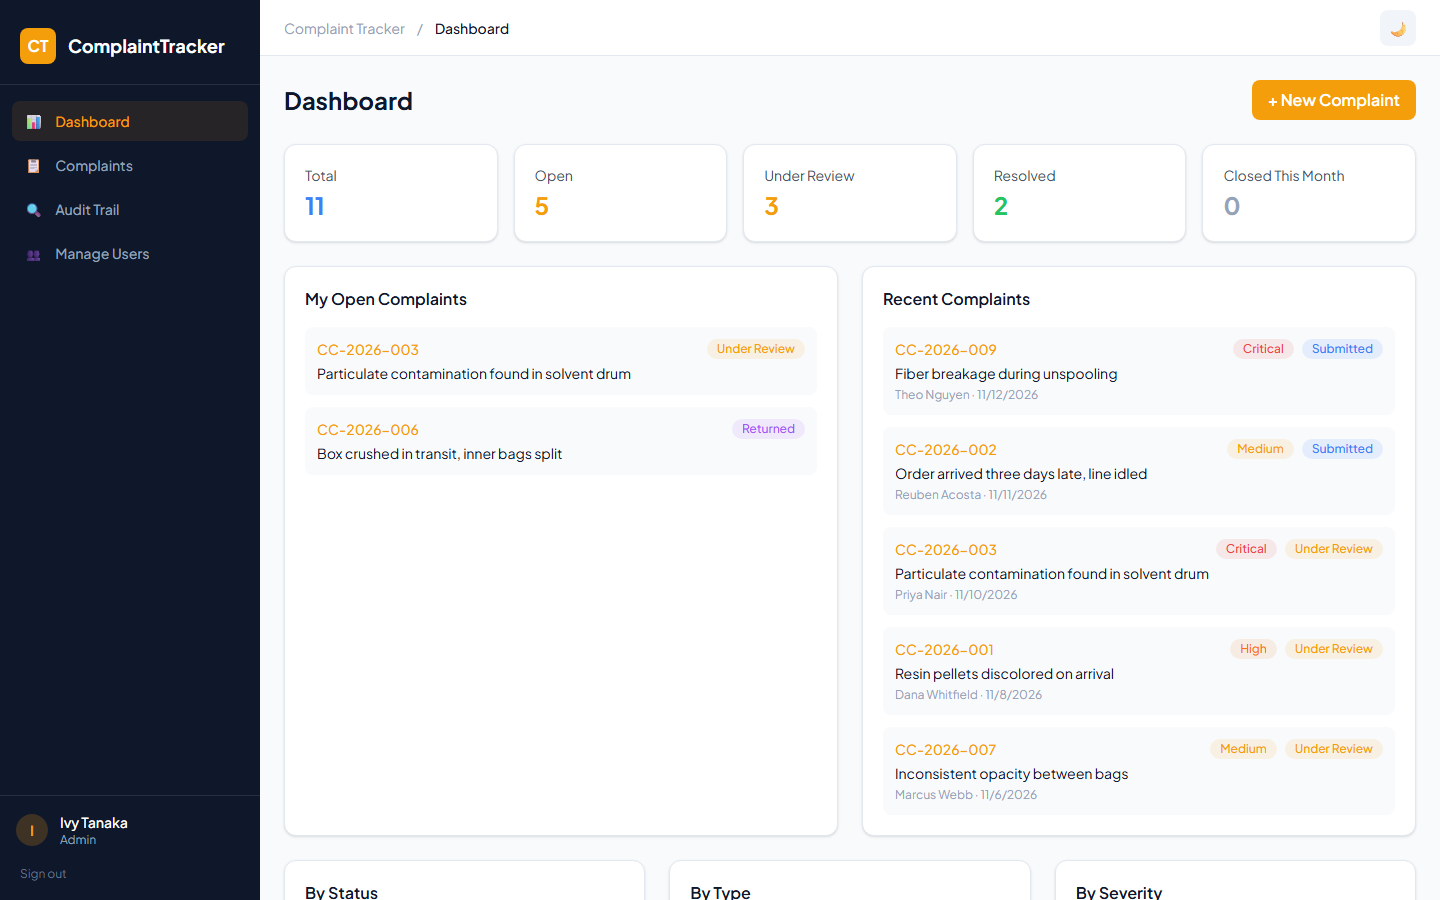 CT ComplaintTracker
Dashboard
Complaints
Audit Trail
Manage Users
I
Ivy Tanaka
Admin
Sign out
Complaint Tracker / Dashboard
Dashboard
+ New Complaint
Total
11
Open
5
Under Review
3
Resolved
2
Closed This Month
0
My Open Complaints
CC-2026-003 Under Review
Particulate contamination found in solvent drum
CC-2026-006 Returned
Box crushed in transit, inner bags split
Recent Complaints
CC-2026-009 Critical Submitted
Fiber breakage during unspooling
Theo Nguyen · 11/12/2026
CC-2026-002 Medium Submitted
Order arrived three days late, line idled
Reuben Acosta · 11/11/2026
CC-2026-003 Critical Under Review
Particulate contamination found in solvent drum
Priya Nair · 11/10/2026
CC-2026-001 High Under Review
Resin pellets discolored on arrival
Dana Whitfield · 11/8/2026
CC-2026-007 Medium Under Review
Inconsistent opacity between bags
Marcus Webb · 11/6/2026
By Status
By Type
By Severity